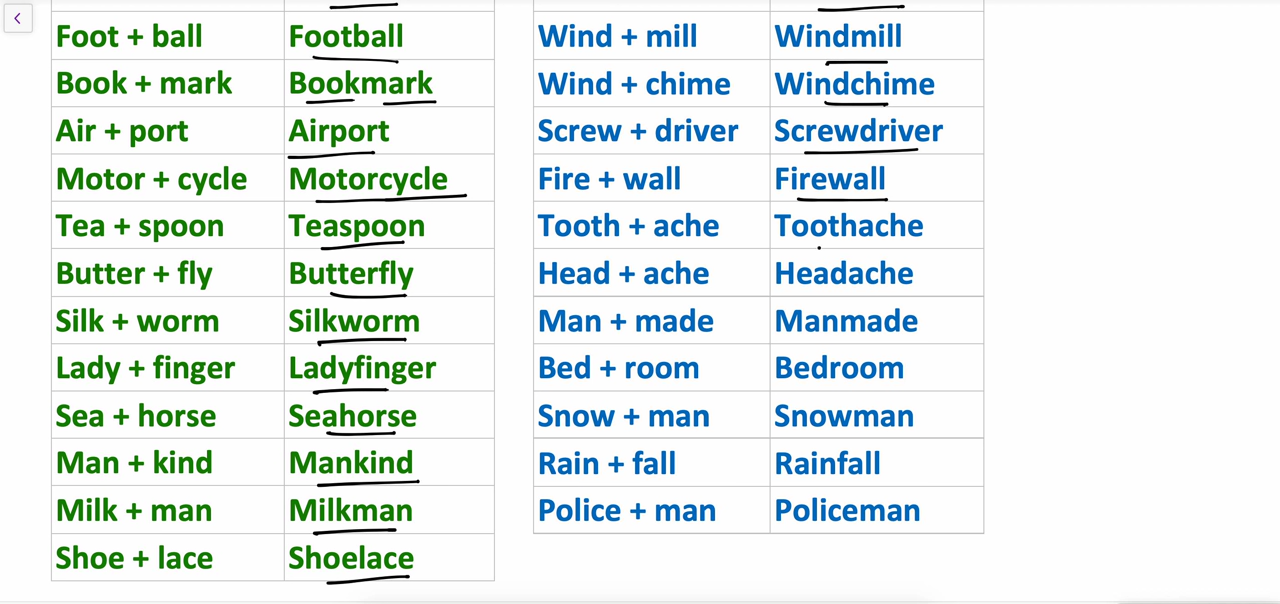 Foot + ball Football
Book + mark Bookmark
Air + port Airport
Motor + cycle Motorcycle
Tea + spoon Teaspoon
Butter + fly Butterfly
Silk + worm Silkworm
Lady + finger Ladyfinger
Sea + horse Seahorse
Man + kind Mankind
Milk + man Milkman
Shoe + lace Shoelace
Wind + mill Windmill
Wind + chime Windchime
Screw + driver Screwdriver
Fire + wall Firewall
Tooth + ache Toothache
Head + ache Headache
Man + made Manmade
Bed + room Bedroom
Snow + man Snowman
Rain + fall Rainfall
Police + man Policeman